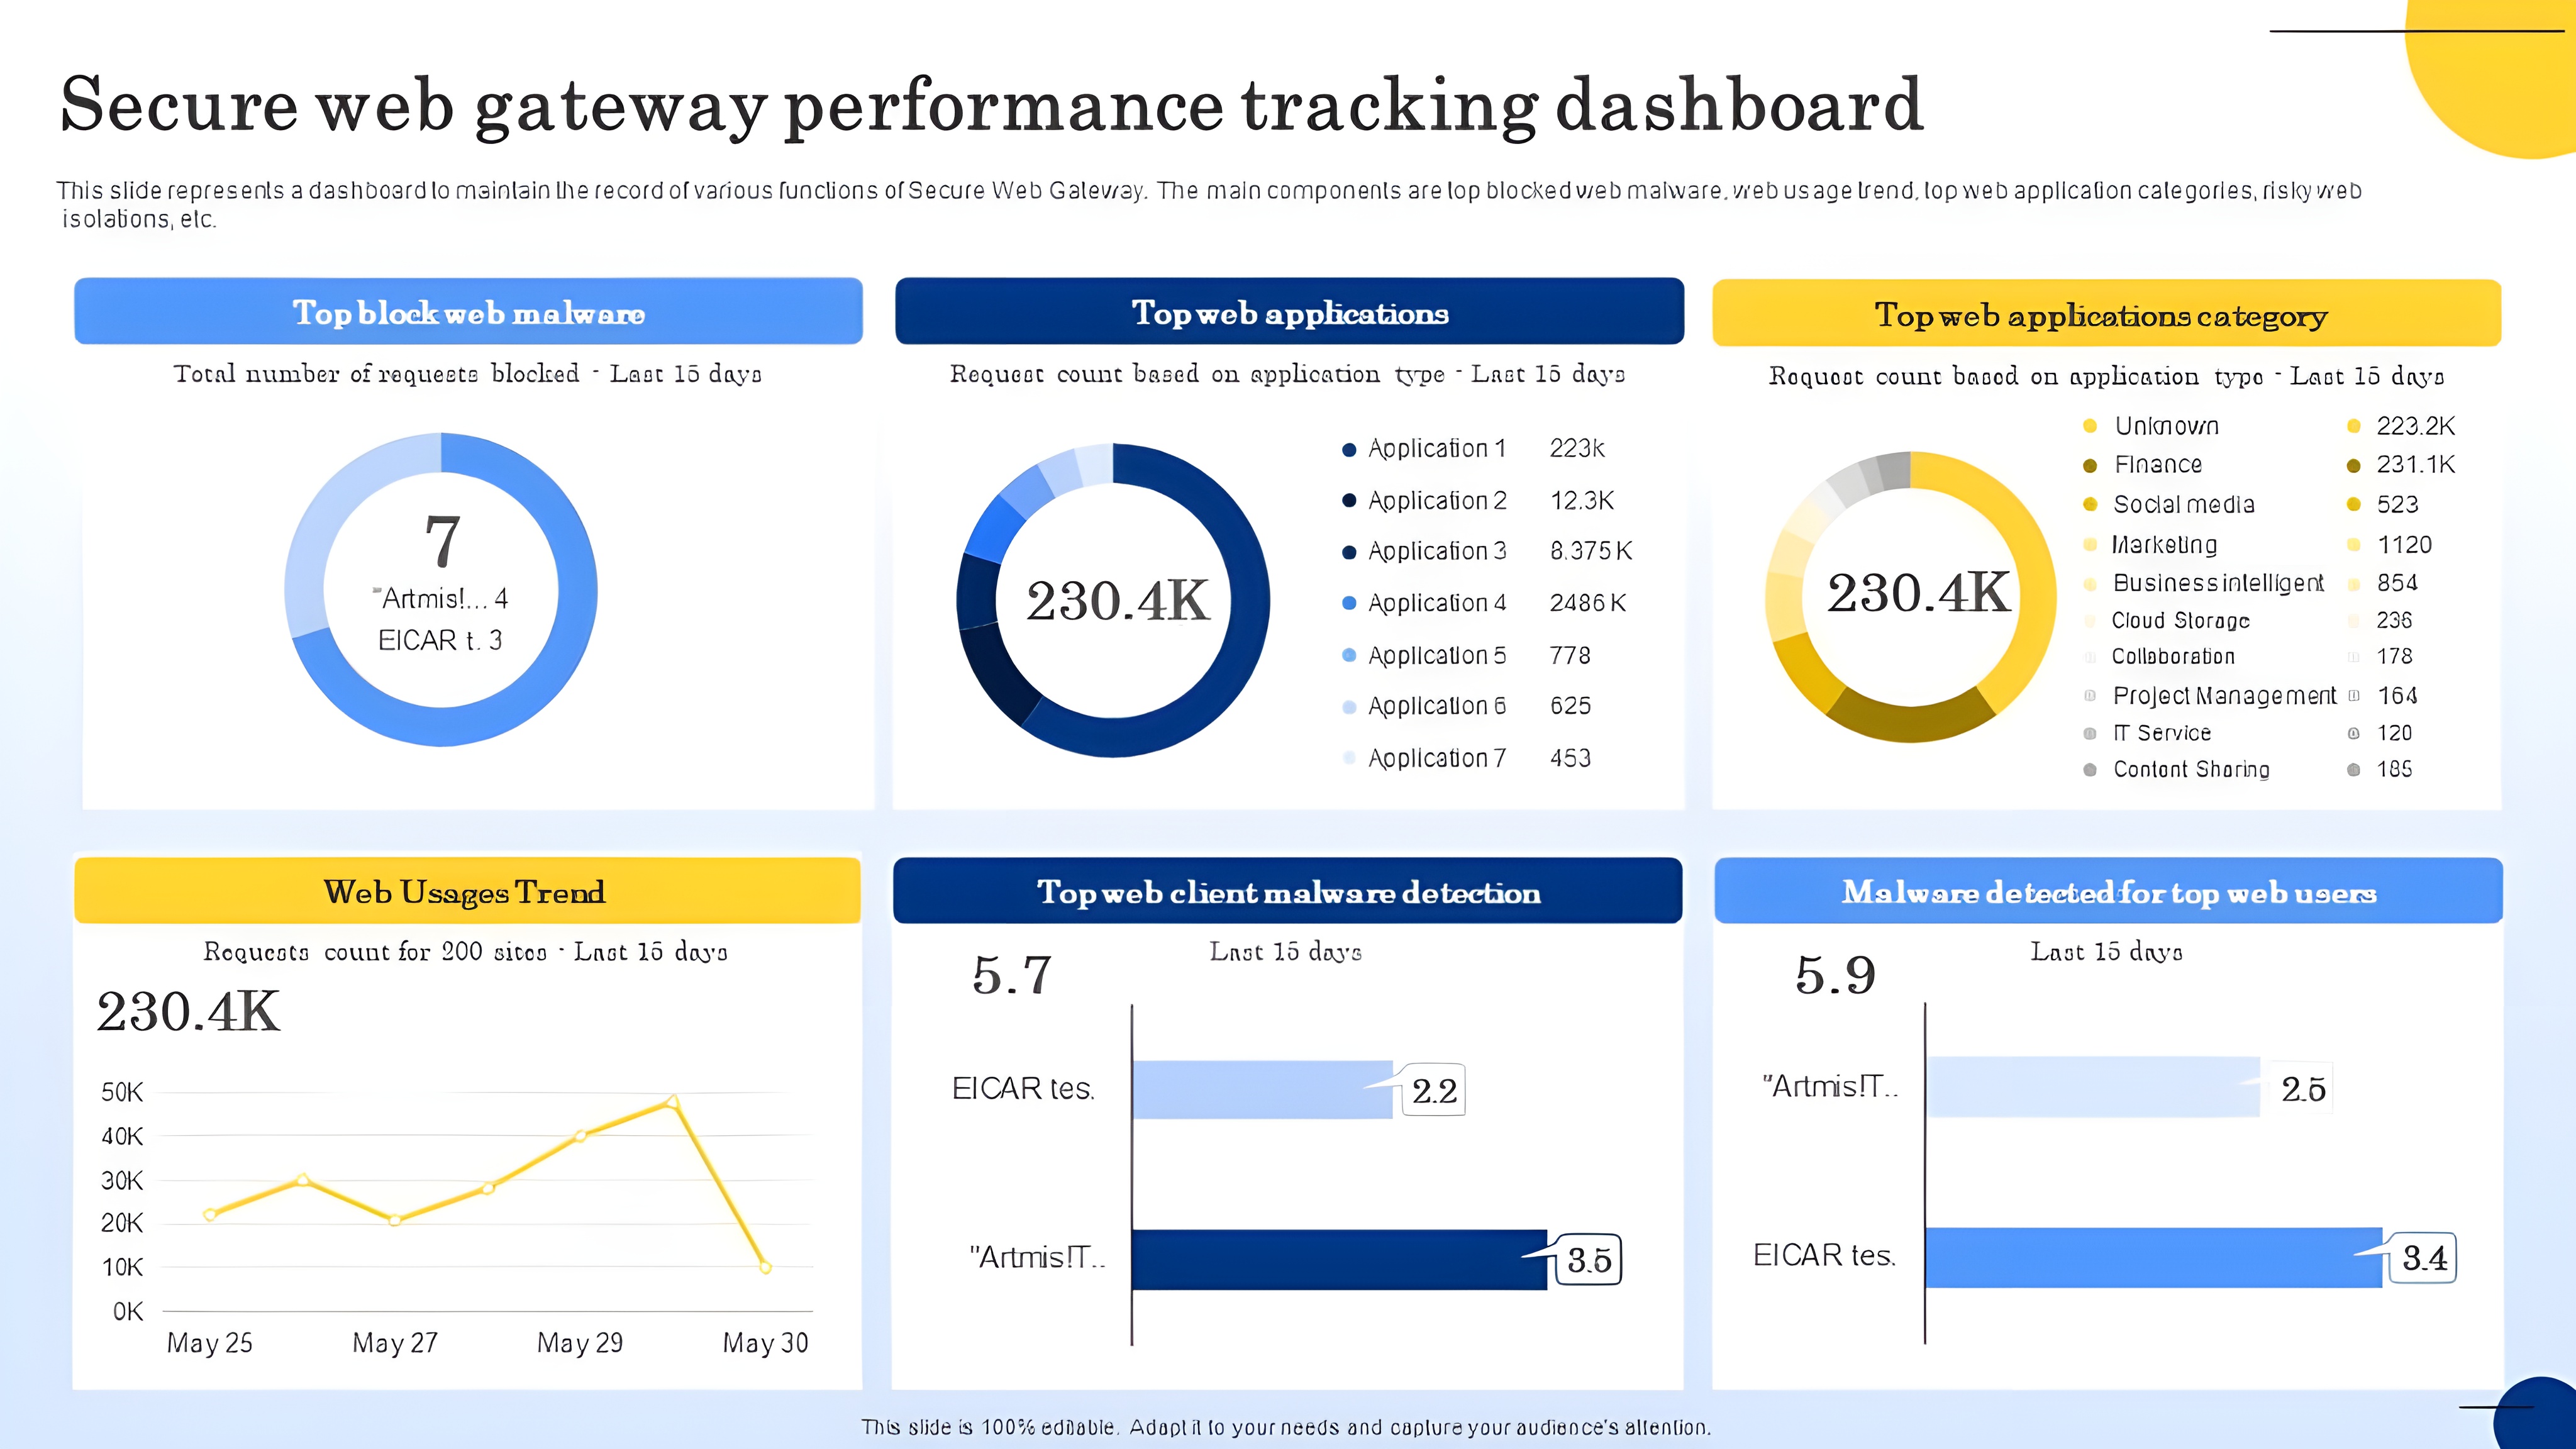 Secure web gateway performance tracking dashboard
This slide represents a dashboard to maintain the record of various functions of Secure Web Gateway. The main components are top blocked web malware, web usage trend, top web application categories, risky web
isolations, etc.
Top block web malware
Total number of requests blocked - Last 15 days
7
"Artmis!... 4
EICAR t. 3
Top web applications
Request count based on application type - Last 15 days
230.4K
Application 1 223k
Application 2 12.3K
Application 3 8.375K
Application 4 2486K
Application 5 778
Application 6 625
Application 7 453
Top web applications category
Request count based on application type - Last 15 days
230.4K
Unknown 223.2K
Finance 231.1K
Social media 523
Marketing 1120
Business intelligent 854
Cloud Storage 236
Collaboration 178
Project Management 164
IT Service 120
Content Sharing 185
Web Usages Trend
Requests count for 200 sites - Last 15 days
230.4K
50K
40K
30K
20K
10K
0K
May 25 May 27 May 29 May 30
Top web client malware detection
Last 15 days
5.7
EICAR tes. 2.2
"Artmis!T.. 3.5
Malware detected for top web users
Last 15 days
5.9
"Artmis!T.. 2.5
EICAR tes. 3.4
This slide is 100% editable. Adapt it to your needs and capture your audience's attention.